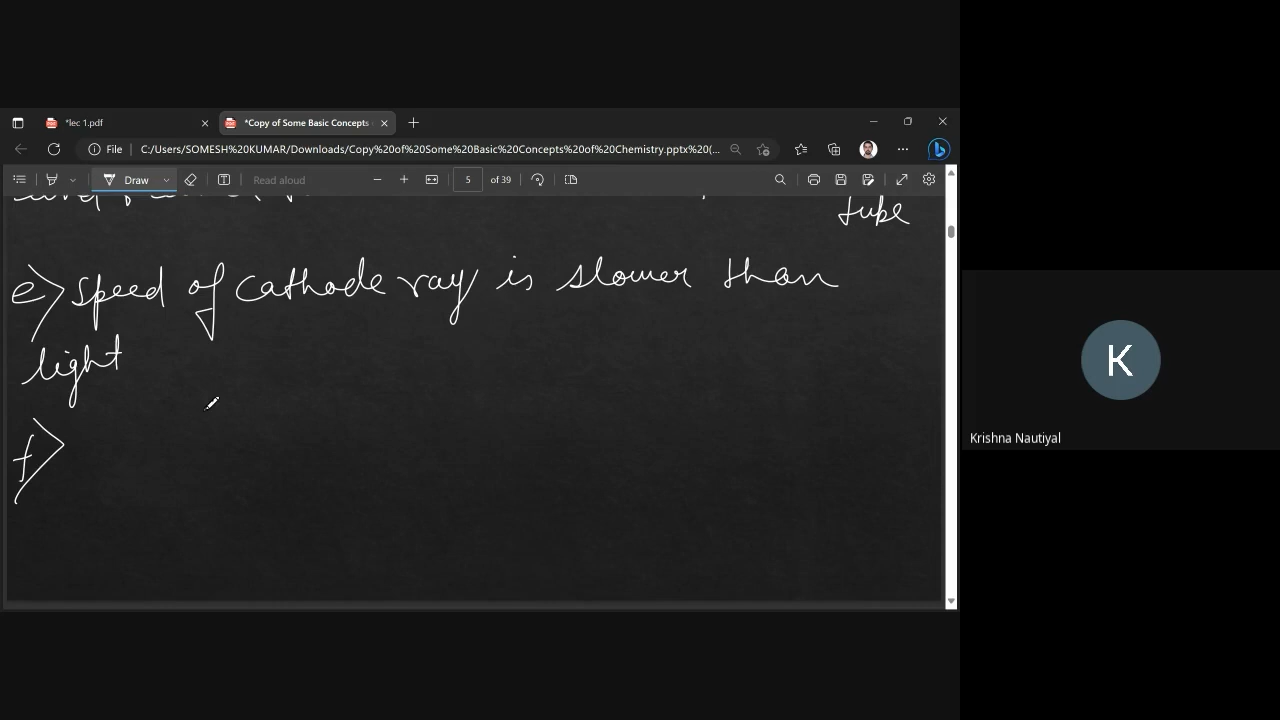 *lec 1.pdf
*Copy of Some Basic Concepts
File
C:/Users/SOMESH%20KUMAR/Downloads/Copy%20of%20Some%20Basic%20Concepts%20of%20Chemistry.pptx%20(...
Draw
Read aloud
5 of 39
tube
e> Speed of cathode ray is slower than
light
f>
K
Krishna Nautiyal